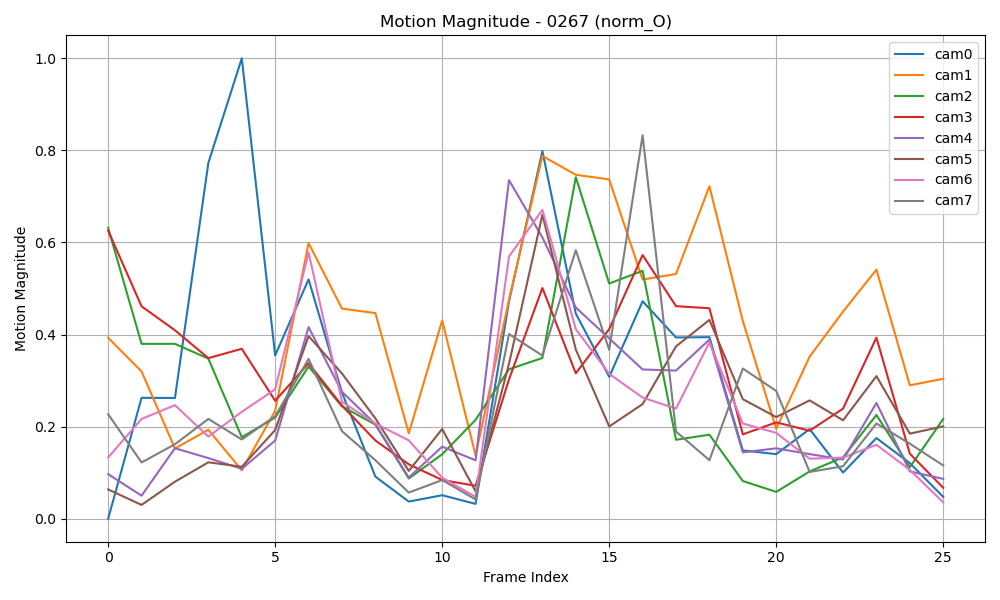 Motion Magnitude - 0267 (norm_O)
1.0
0.8
0.6
0.4
0.2
0.0
Motion Magnitude
0
5
10
15
20
25
Frame Index
cam0
cam1
cam2
cam3
cam4
cam5
cam6
cam7